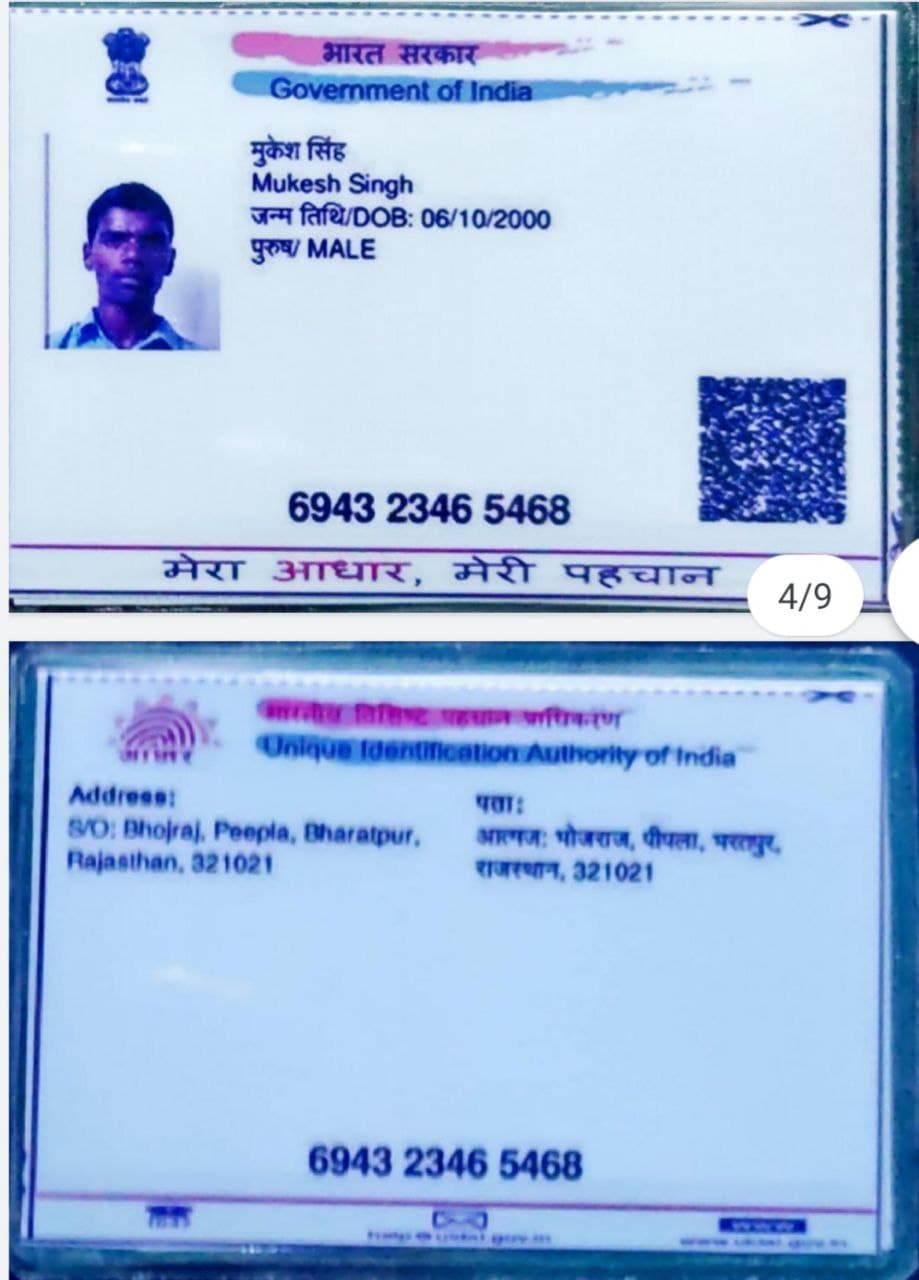 भारत सरकार
Government of India
मुकेश सिंह
Mukesh Singh
जन्म तिथि/DOB: 06/10/2000
पुरुष/ MALE
6943 2346 5468
मेरा आधार, मेरी पहचान
4/9
भारतीय विशिष्ट पहचान प्राधिकरण
Unique Identification Authority of India
आधार
Address:
S/O: Bhojraj, Peepla, Bharatpur,
Rajasthan, 321021
पता:
आत्मज: भोजराज, पीपला, भरतपुर,
राजस्थान, 321021
6943 2346 5468
help@uidai.gov.in
www.uidai.gov.in